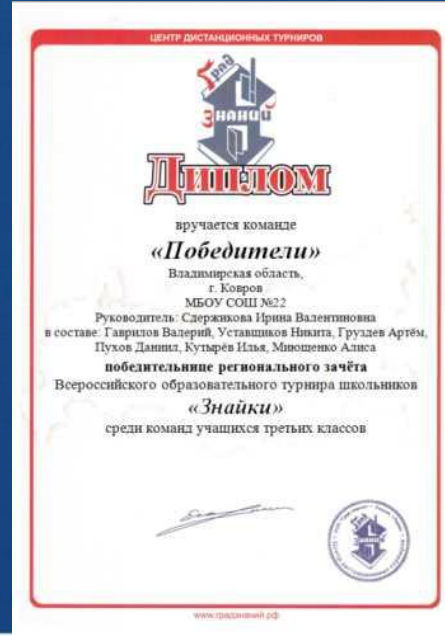 ЦЕНТР ДИСТАНЦИОННЫХ ТУРНИРОВ
Град
Знаний
Диплом
вручается команде
«Победители»
Владимирская область,
г. Ковров
МБОУ СОШ №22
Руководитель: Сдержикова Ирина Валентиновна
в составе: Гаврилов Валерий, Уставщиков Никита, Груздев Артём,
Пухов Даниил, Кутырёв Илья, Миющенко Алиса
победительнице регионального зачёта
Всероссийского образовательного турнира школьников
«Знайки»
среди команд учащихся третьих классов
www.градзнаний.рф